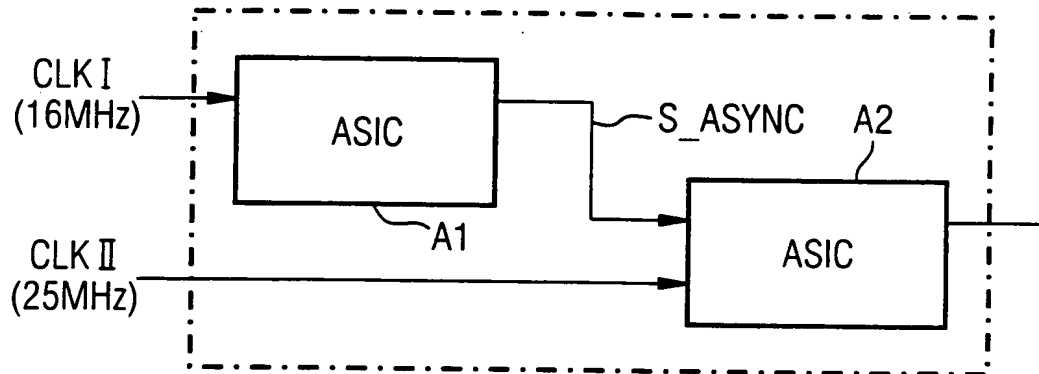 CLK I
(16MHz)
ASIC
A1
S_ASYNC
A2
ASIC
CLK II
(25MHz)